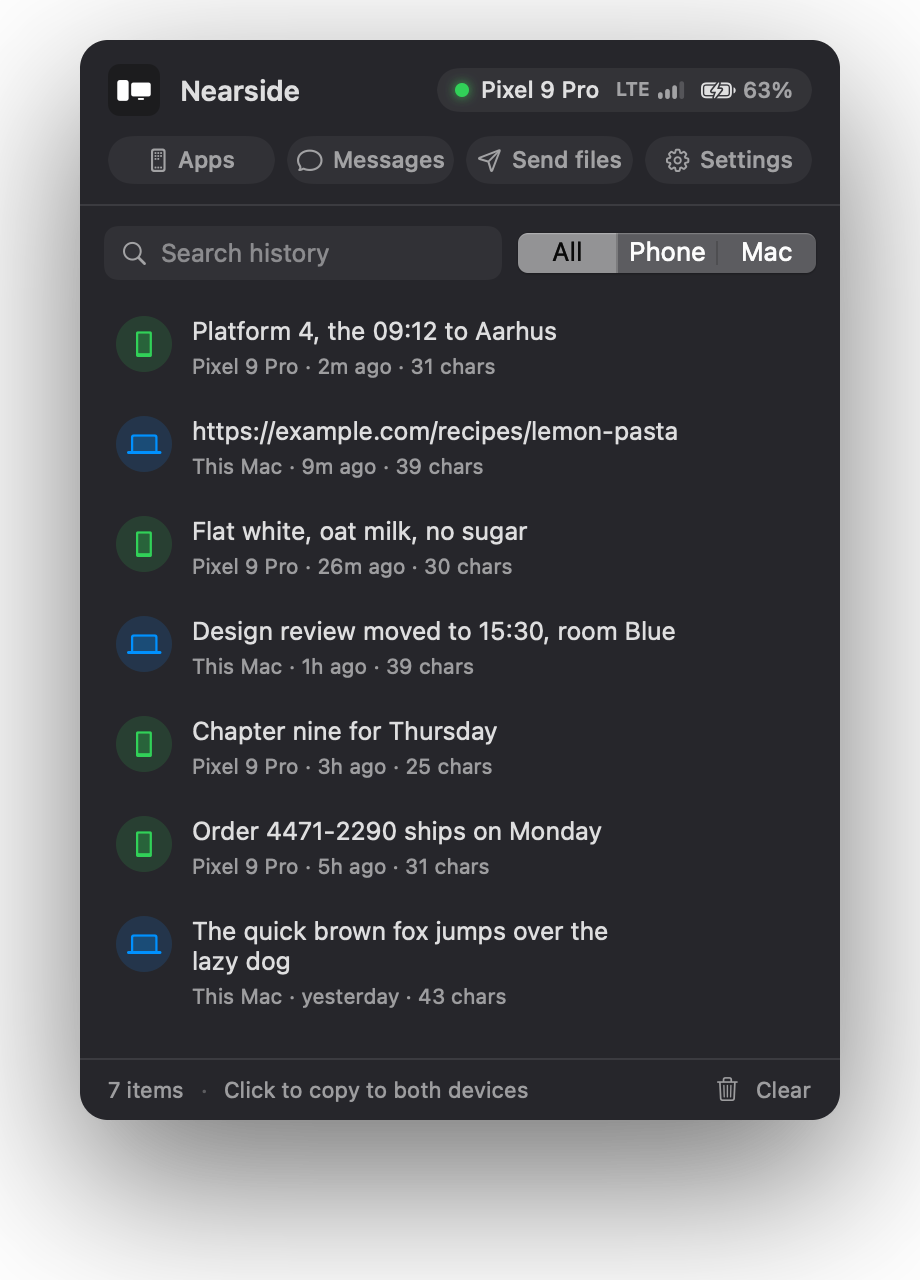 Nearside
Pixel 9 Pro LTE 63%
Apps Messages Send files Settings
Search history
All Phone Mac
Platform 4, the 09:12 to Aarhus
Pixel 9 Pro · 2m ago · 31 chars
https://example.com/recipes/lemon-pasta
This Mac · 9m ago · 39 chars
Flat white, oat milk, no sugar
Pixel 9 Pro · 26m ago · 30 chars
Design review moved to 15:30, room Blue
This Mac · 1h ago · 39 chars
Chapter nine for Thursday
Pixel 9 Pro · 3h ago · 25 chars
Order 4471-2290 ships on Monday
Pixel 9 Pro · 5h ago · 31 chars
The quick brown fox jumps over the
lazy dog
This Mac · yesterday · 43 chars
7 items · Click to copy to both devices Clear